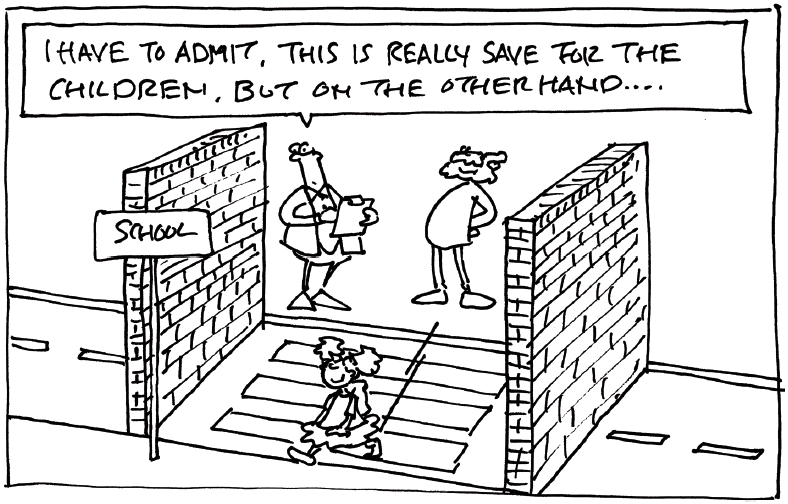 I HAVE TO ADMIT, THIS IS REALLY SAVE FOR THE
CHILDREN, BUT ON THE OTHER HAND....
SCHOOL